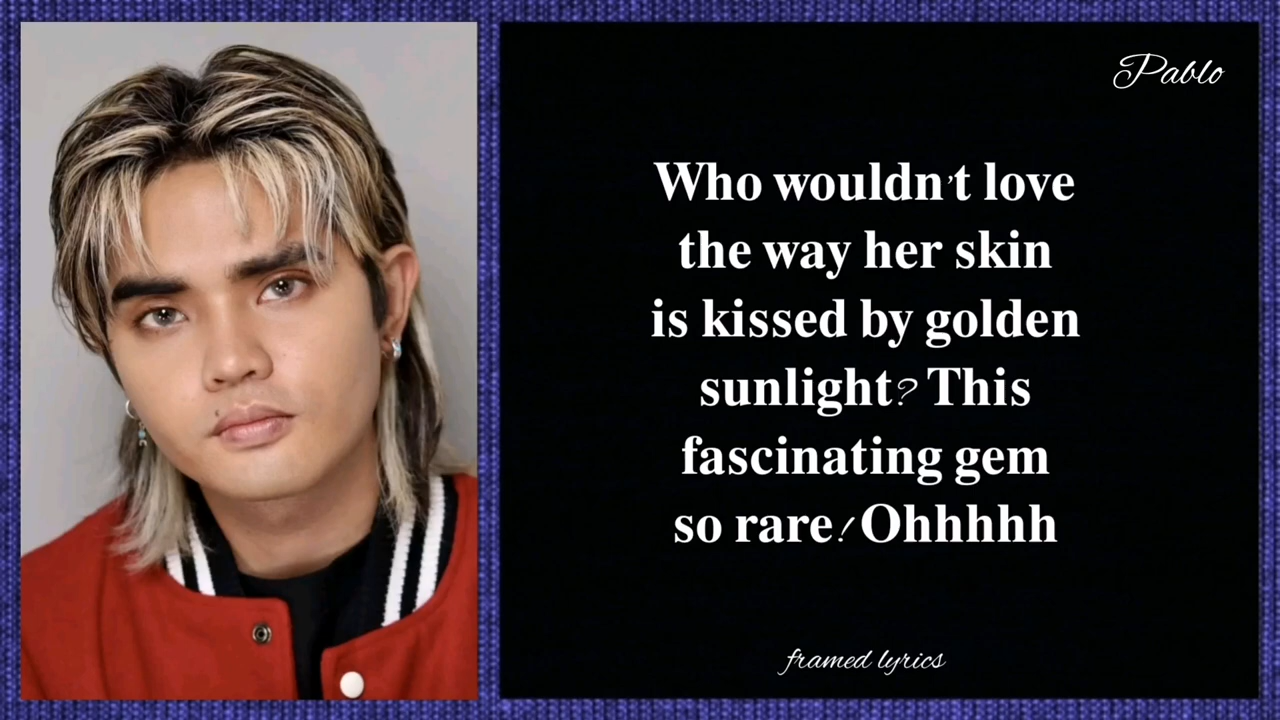 Pablo
Who wouldn't love
the way her skin
is kissed by golden
sunlight? This
fascinating gem
so rare! Ohhhhh
framed lyrics